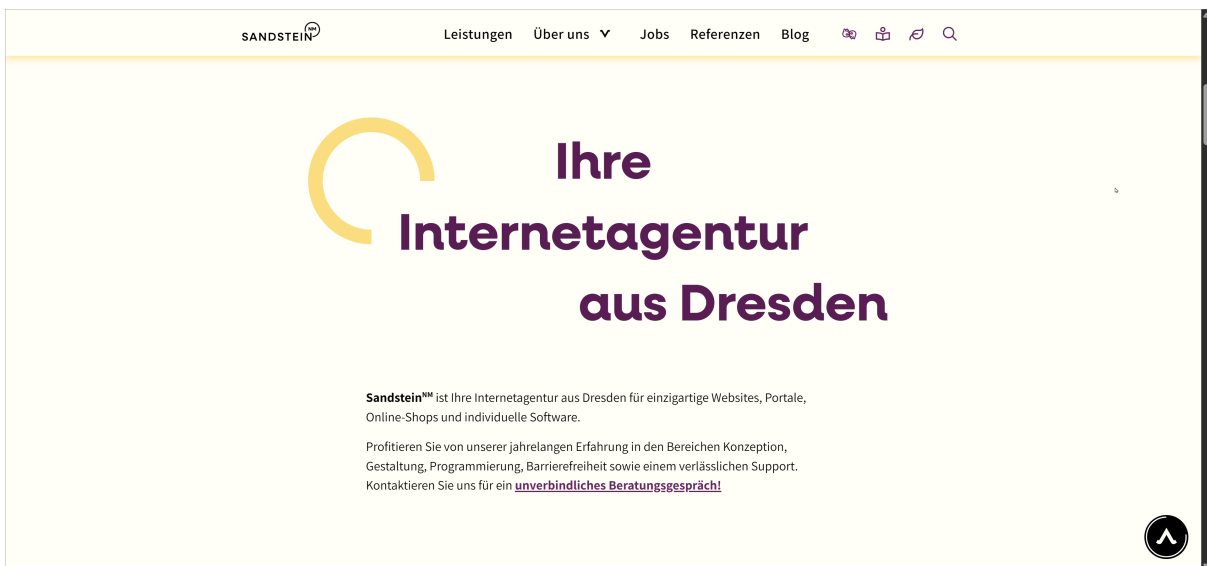 SANDSTEIN NM
Leistungen Über uns Jobs Referenzen Blog
Ihre
Internetagentur
aus Dresden
Sandstein NM ist Ihre Internetagentur aus Dresden für einzigartige Websites, Portale,
Online-Shops und individuelle Software.
Profitieren Sie von unserer jahrelangen Erfahrung in den Bereichen Konzeption,
Gestaltung, Programmierung, Barrierefreiheit sowie einem verlässlichen Support.
Kontaktieren Sie uns für ein unverbindliches Beratungsgespräch!